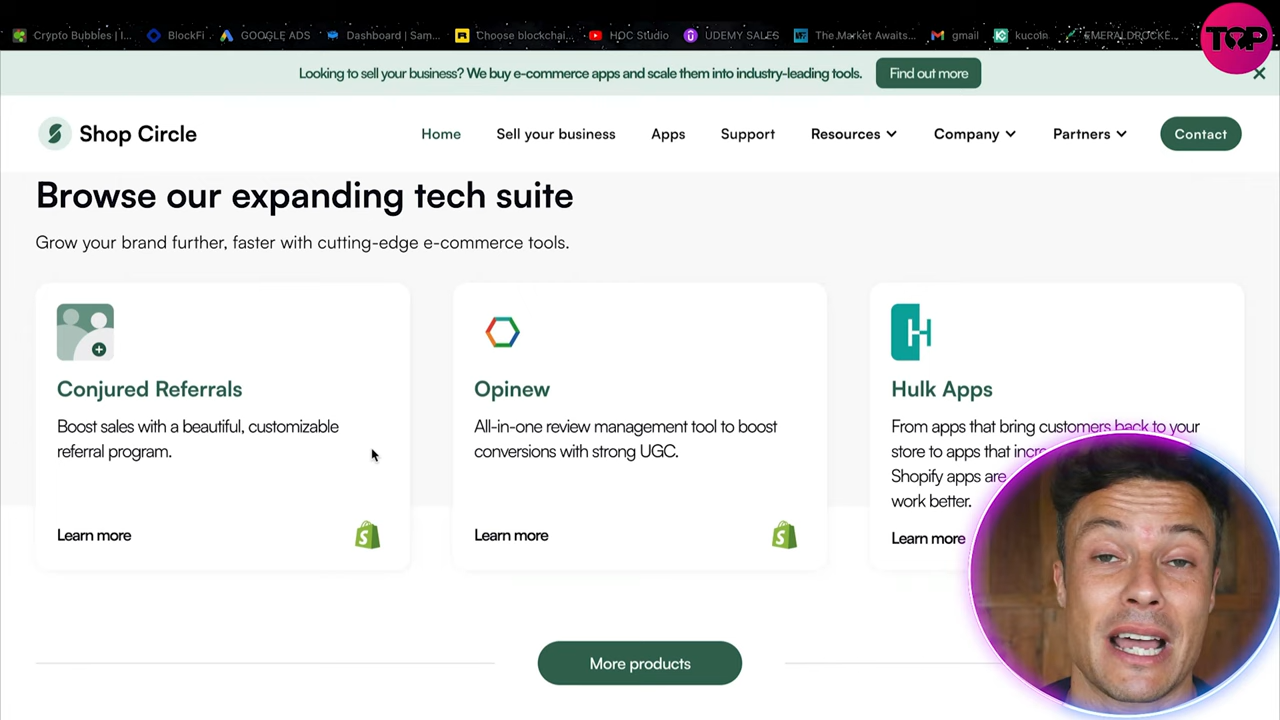 Crypto Bubbles | I...
BlockFi
GOOGLE ADS
Dashboard | Sam...
Choose blockchai...
HOC Studio
UDEMY SALES
The Market Awaits...
gmail
kucoin
EMERALDROCKE...
TOP
Looking to sell your business? We buy e-commerce apps and scale them into industry-leading tools.
Find out more
Shop Circle
Home
Sell your business
Apps
Support
Resources
Company
Partners
Contact
Browse our expanding tech suite
Grow your brand further, faster with cutting-edge e-commerce tools.
Conjured Referrals
Boost sales with a beautiful, customizable
referral program.
Learn more
Opinew
All-in-one review management tool to boost
conversions with strong UGC.
Learn more
H
Hulk Apps
From apps that bring customers back to your
store to apps that incre
Shopify apps are
work better.
Learn more
More products